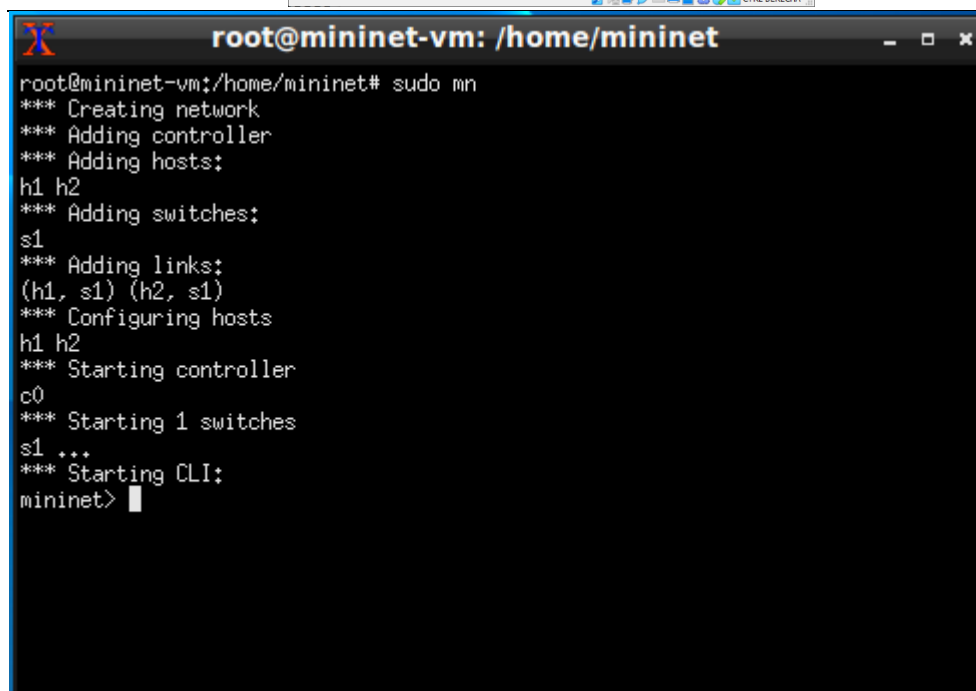 CTRL DERECHA
root@mininet-vm: /home/mininet
root@mininet-vm:/home/mininet# sudo mn
*** Creating network
*** Adding controller
*** Adding hosts:
h1 h2
*** Adding switches:
s1
*** Adding links:
(h1, s1) (h2, s1)
*** Configuring hosts
h1 h2
*** Starting controller
c0
*** Starting 1 switches
s1 ...
*** Starting CLI:
mininet>